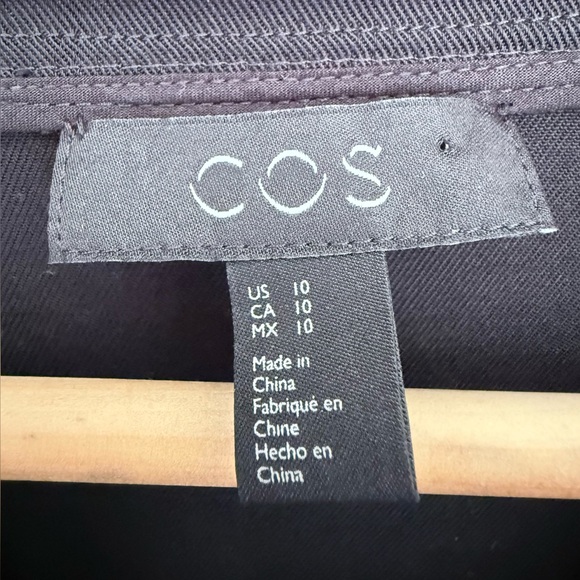 COS
US 10
CA 10
MX 10
Made in
China
Fabriqué en
Chine
Hecho en
China